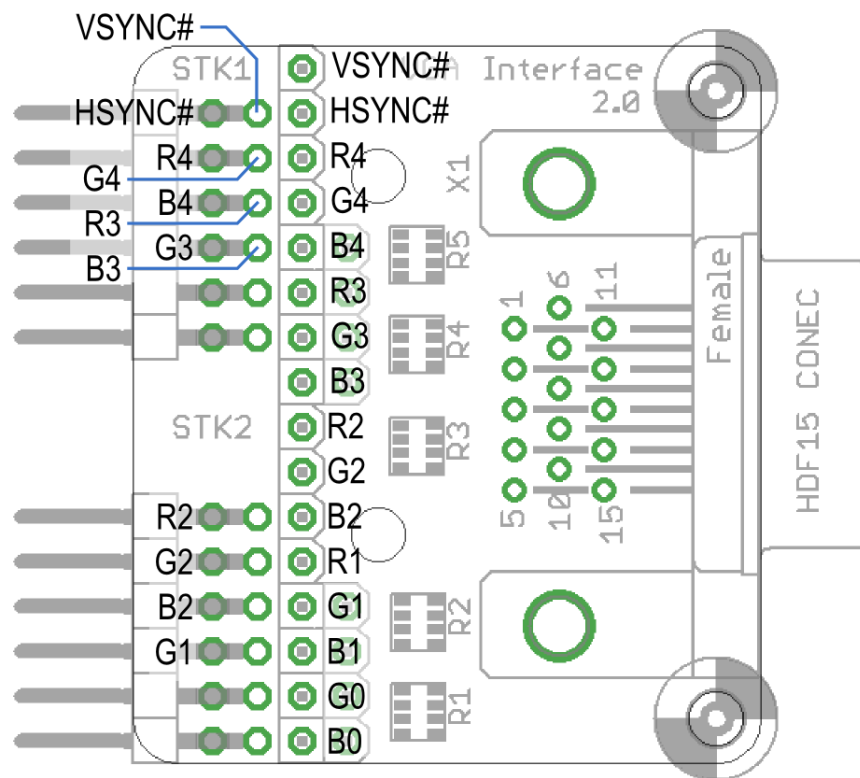 VSYNC#
STK1
VSYNC#
Interface
2.0
HSYNC#
HSYNC#
R4
R4
G4
X1
B4
G4
R3
G3
B4
R5
B3
R3
1
6
11
G3
R4
B3
Female
HDF15 CONEC
STK2
R2
R3
G2
5
10
15
R2
B2
G2
R1
B2
G1
R2
G1
B1
G0
R1
B0